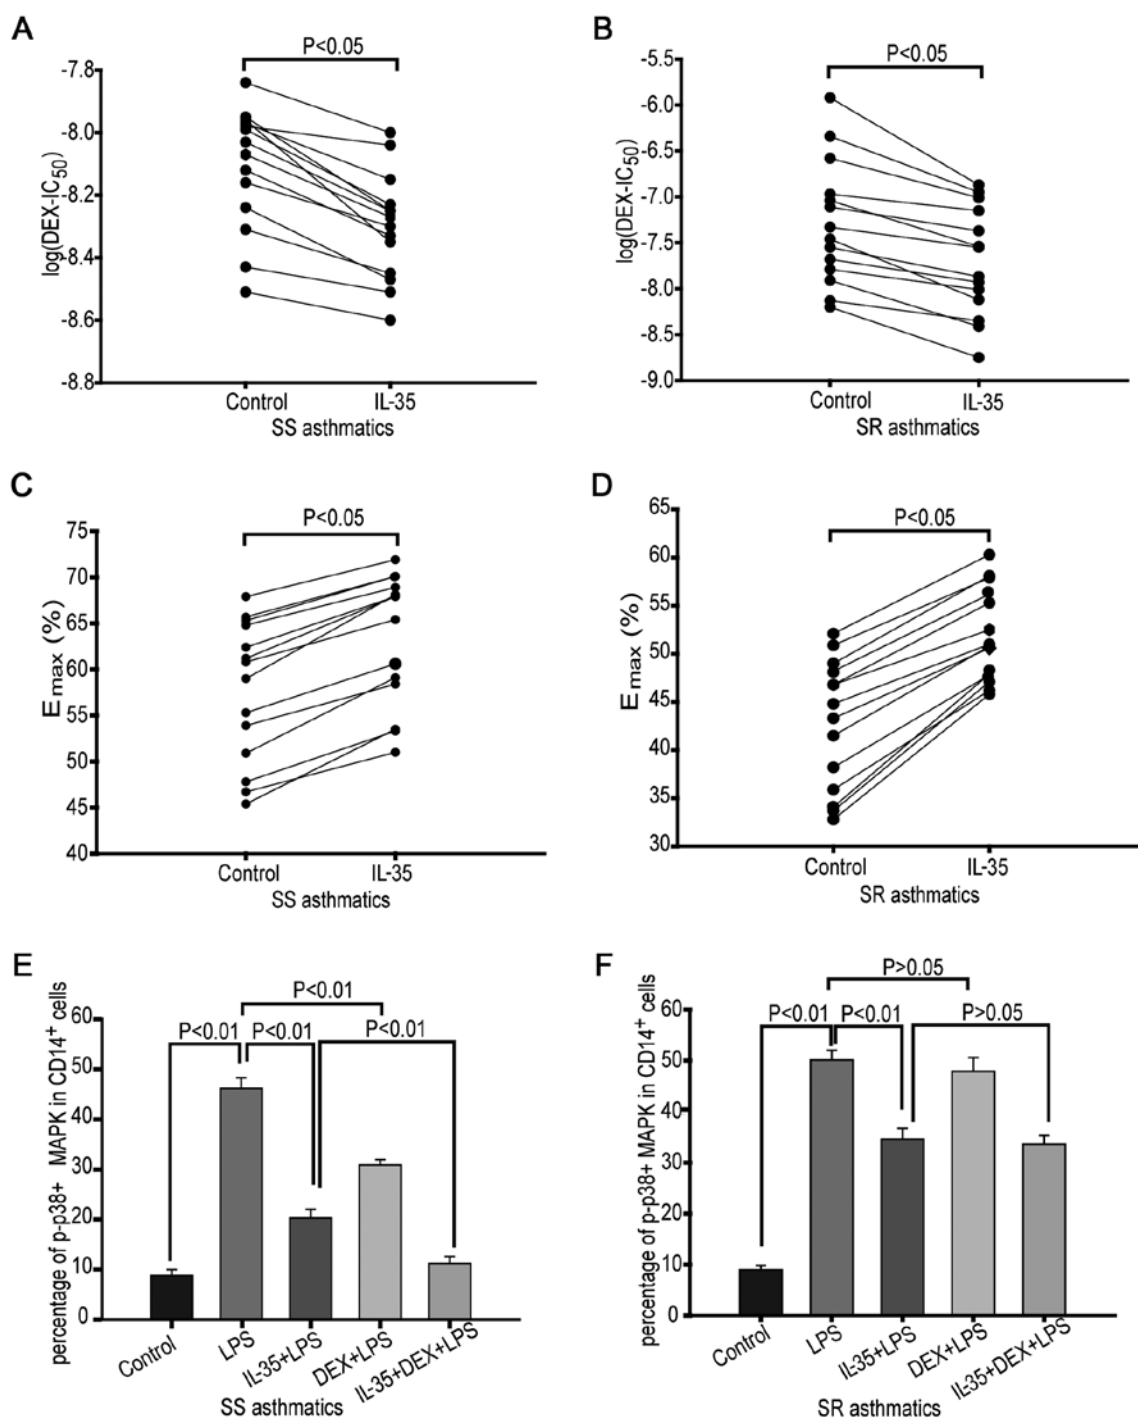 A
P<0.05
-7.8
-8.0
-8.2
-8.4
-8.6
-8.8
log(DEX-IC50)
Control IL-35
SS asthmatics
B
P<0.05
-5.5
-6.0
-6.5
-7.0
-7.5
-8.0
-8.5
-9.0
log(DEX-IC50)
Control IL-35
SR asthmatics
C
P<0.05
75
70
65
60
55
50
45
40
Emax (%)
Control IL-35
SS asthmatics
D
P<0.05
65
60
55
50
45
40
35
30
Emax (%)
Control IL-35
SR asthmatics
E
P<0.01
P<0.01 P<0.01 P<0.01
60
50
40
30
20
10
0
percentage of p-p38+ MAPK in CD14+ cells
Control
LPS
IL-35+LPS
DEX+LPS
IL-35+DEX+LPS
SS asthmatics
F
P>0.05
P<0.01 P<0.01 P>0.05
60
50
40
30
20
10
0
percentage of p-p38+ MAPK in CD14+ cells
Control
LPS
IL-35+LPS
DEX+LPS
IL-35+DEX+LPS
SR asthmatics